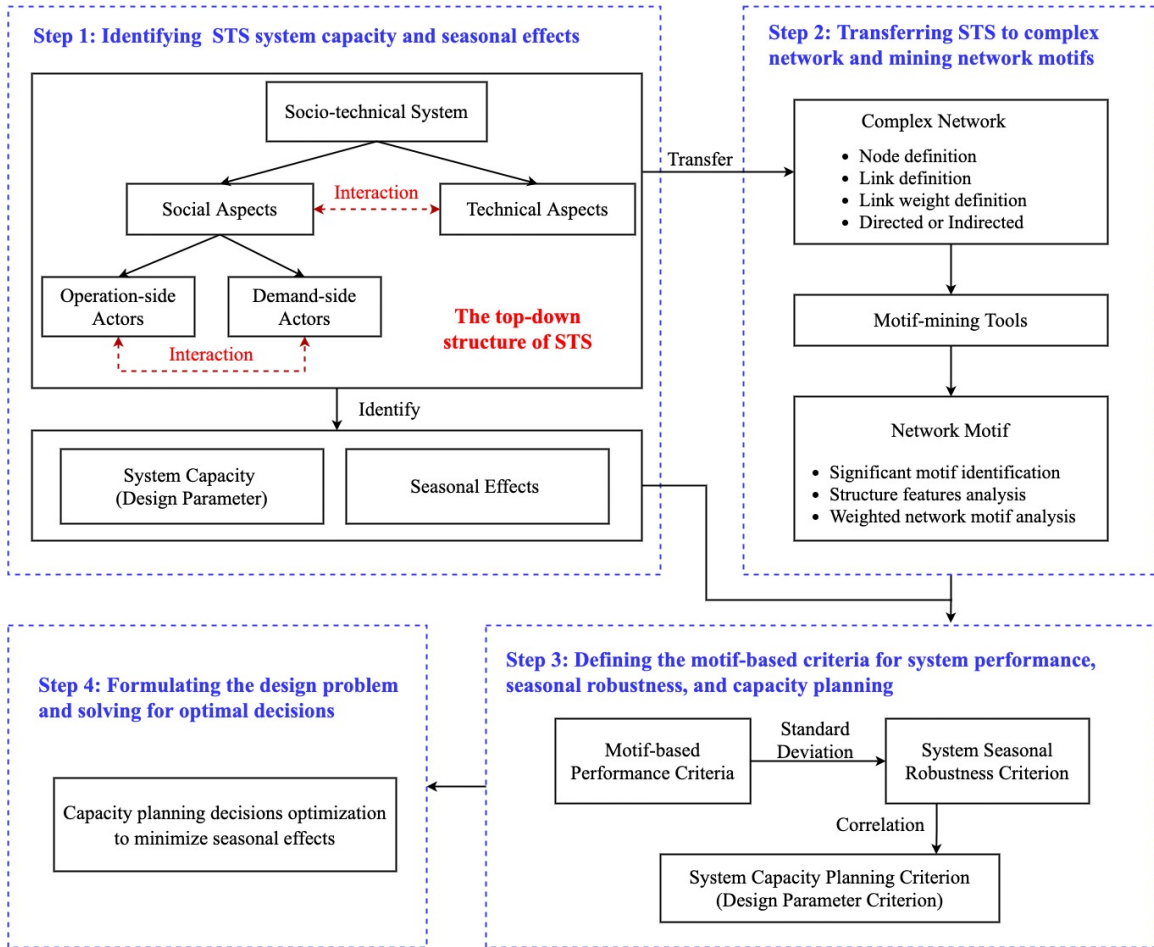 Step 1: Identifying STS system capacity and seasonal effects
Socio-technical System
Social Aspects
Interaction
Technical Aspects
Operation-side
Actors
Demand-side
Actors
Interaction
The top-down
structure of STS
Identify
System Capacity
(Design Parameter)
Seasonal Effects
Transfer
Step 2: Transferring STS to complex
network and mining network motifs
Complex Network
• Node definition
• Link definition
• Link weight definition
• Directed or Indirected
Motif-mining Tools
Network Motif
• Significant motif identification
• Structure features analysis
• Weighted network motif analysis
Step 3: Defining the motif-based criteria for system performance,
seasonal robustness, and capacity planning
Motif-based
Performance Criteria
Standard
Deviation
System Seasonal
Robustness Criterion
Correlation
System Capacity Planning Criterion
(Design Parameter Criterion)
Step 4: Formulating the design problem
and solving for optimal decisions
Capacity planning decisions optimization
to minimize seasonal effects